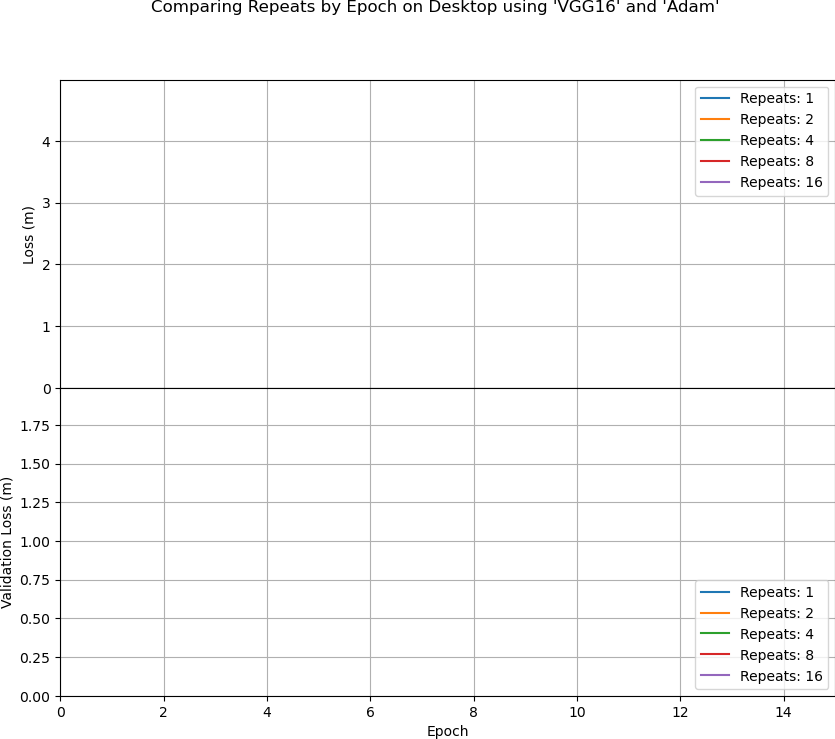 Comparing Repeats by Epoch on Desktop using 'VGG16' and 'Adam'
Repeats: 1
Repeats: 2
Repeats: 4
Repeats: 8
Repeats: 16
4
3
2
1
0
Loss (m)
1.75
1.50
1.25
1.00
0.75
0.50
0.25
0.00
Validation Loss (m)
Repeats: 1
Repeats: 2
Repeats: 4
Repeats: 8
Repeats: 16
0 2 4 6 8 10 12 14
Epoch